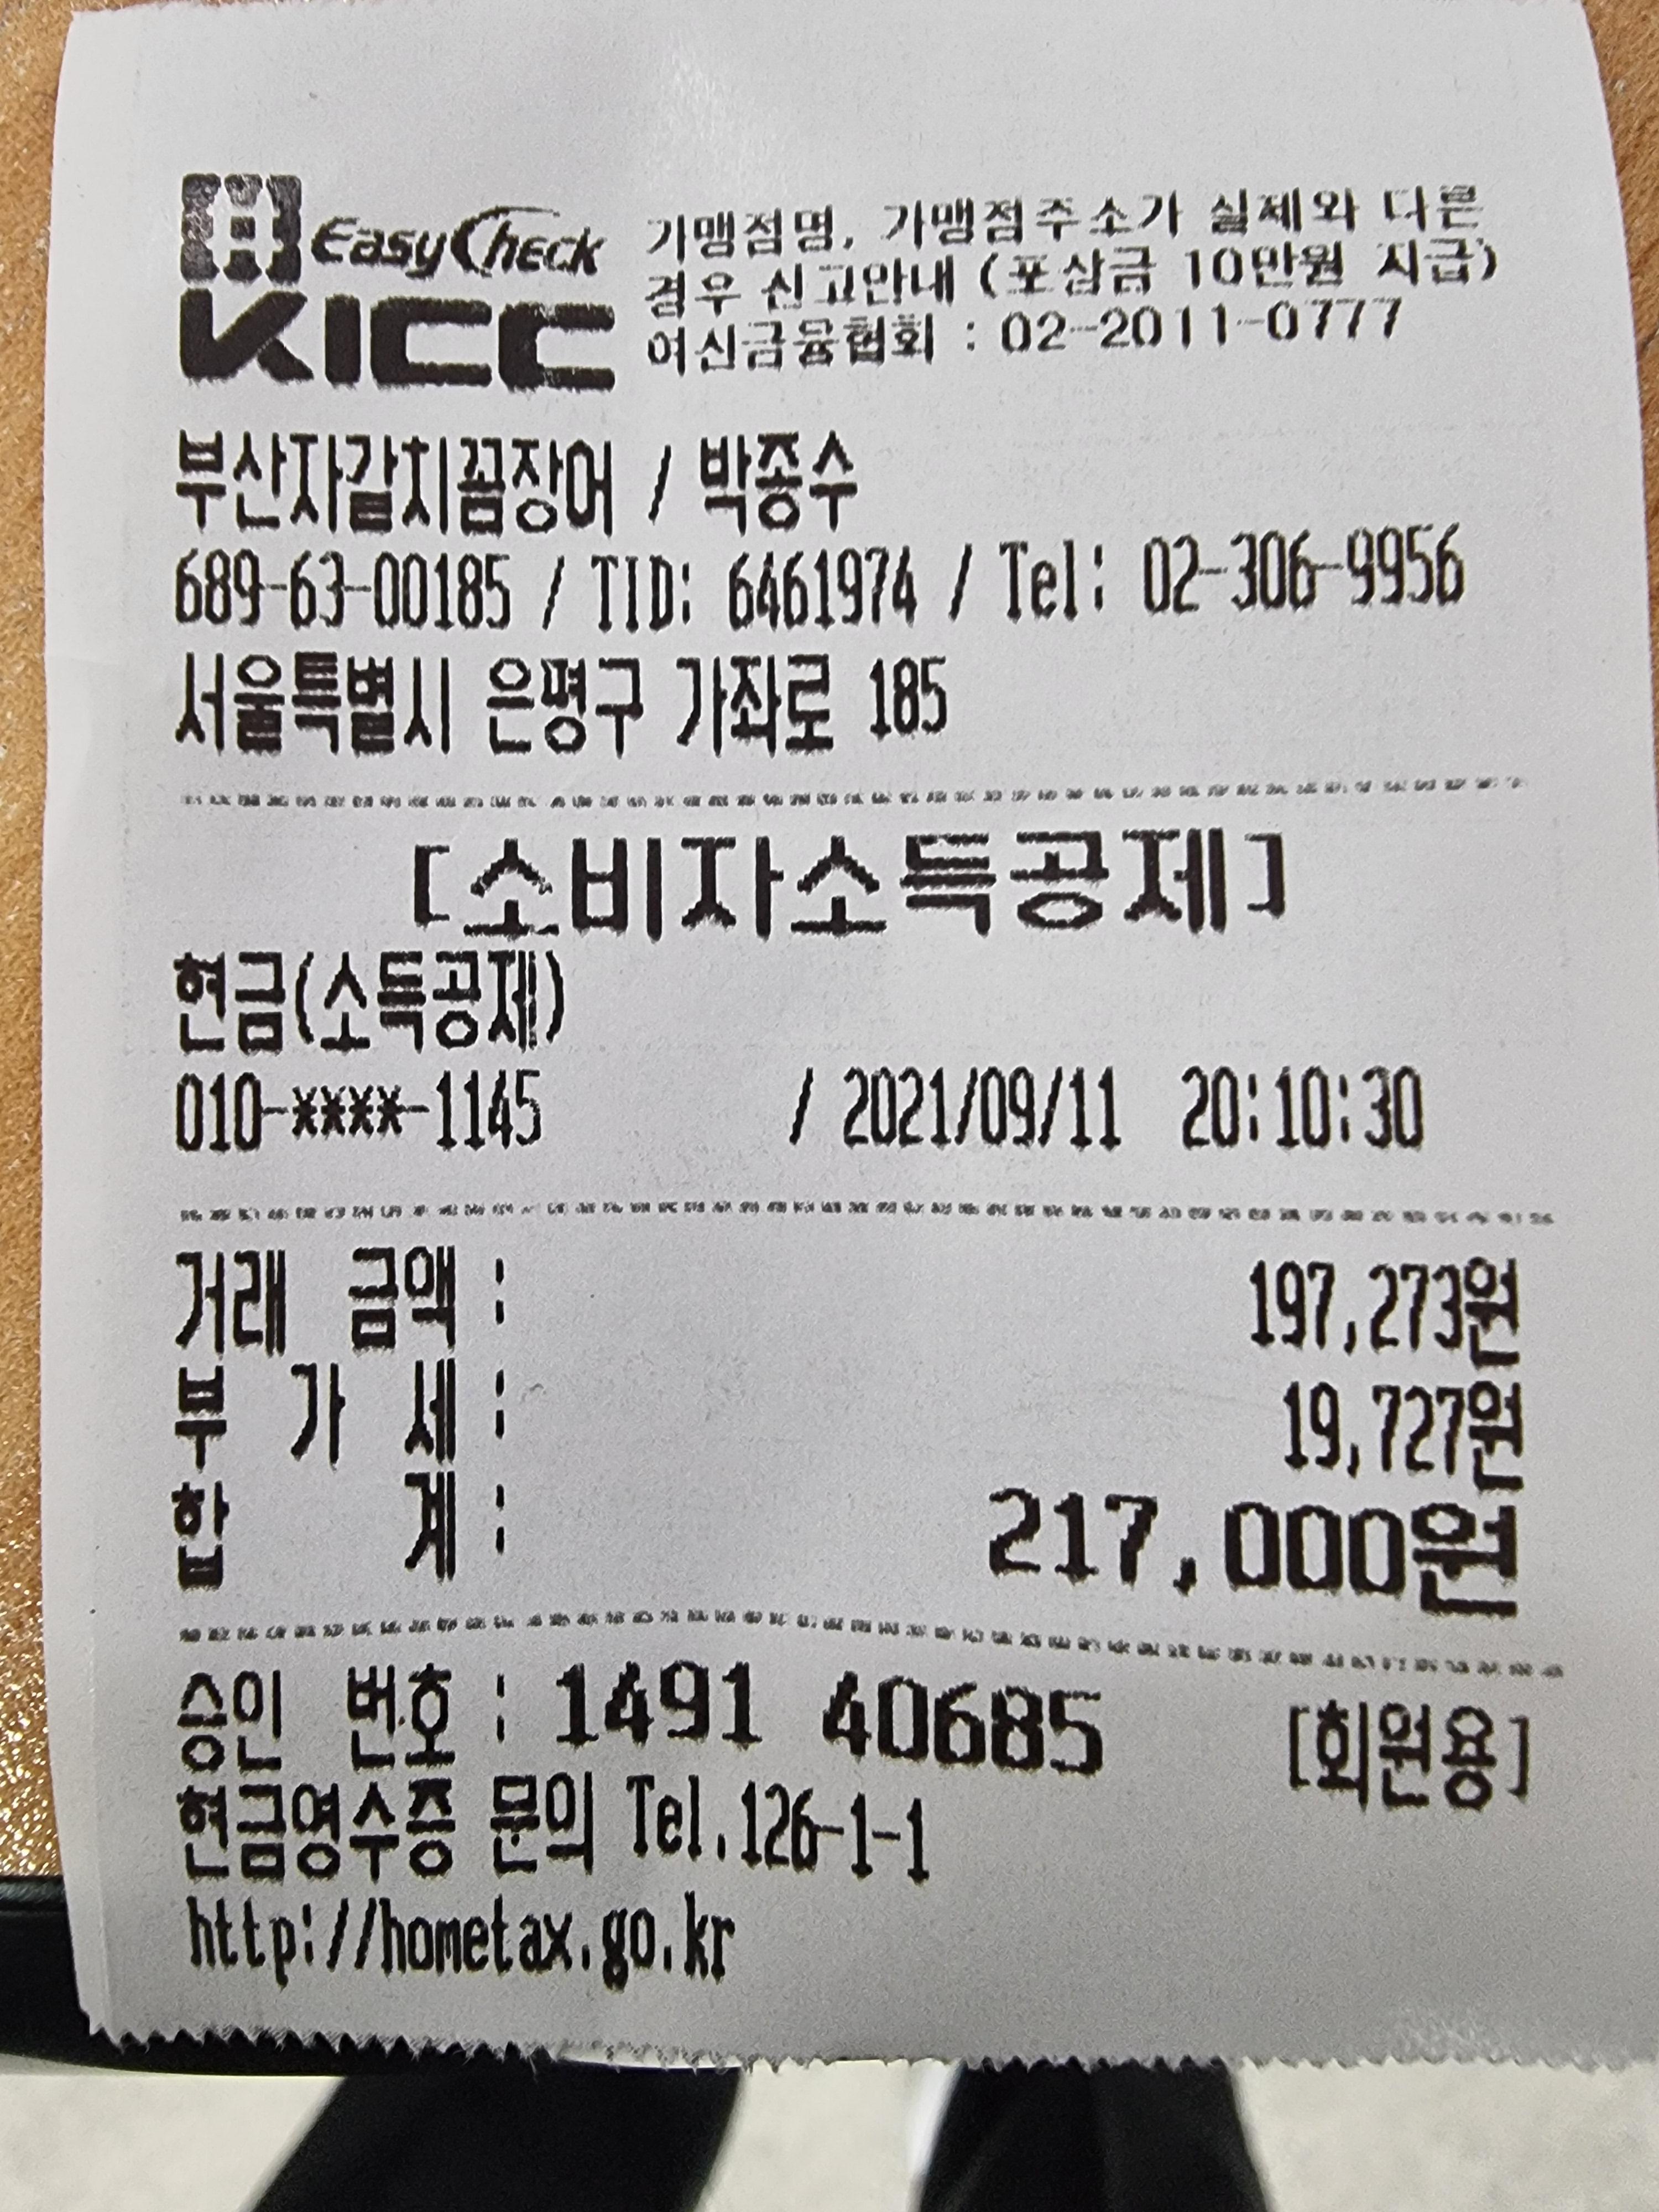 EasyCheck
KICC
가맹점명, 가맹점주소가 실제와 다른
경우 신고안내 (포상금 10만원 지급)
여신금융협회 : 02-2011-0777
부산자갈치꼼장어 / 박종수
689-63-00185 / TID: 6461974 / Tel: 02-306-9956
서울특별시 은평구 가좌로 185
[소비자소득공제]
현금(소득공제)
010-****-1145 / 2021/09/11 20:10:30
거래 금액 : 197,273원
부 가 세 : 19,727원
합 계 : 217,000원
승인 번호 : 1491 40685 [회원용]
현금영수증 문의 Tel.126-1-1
http://hometax.go.kr